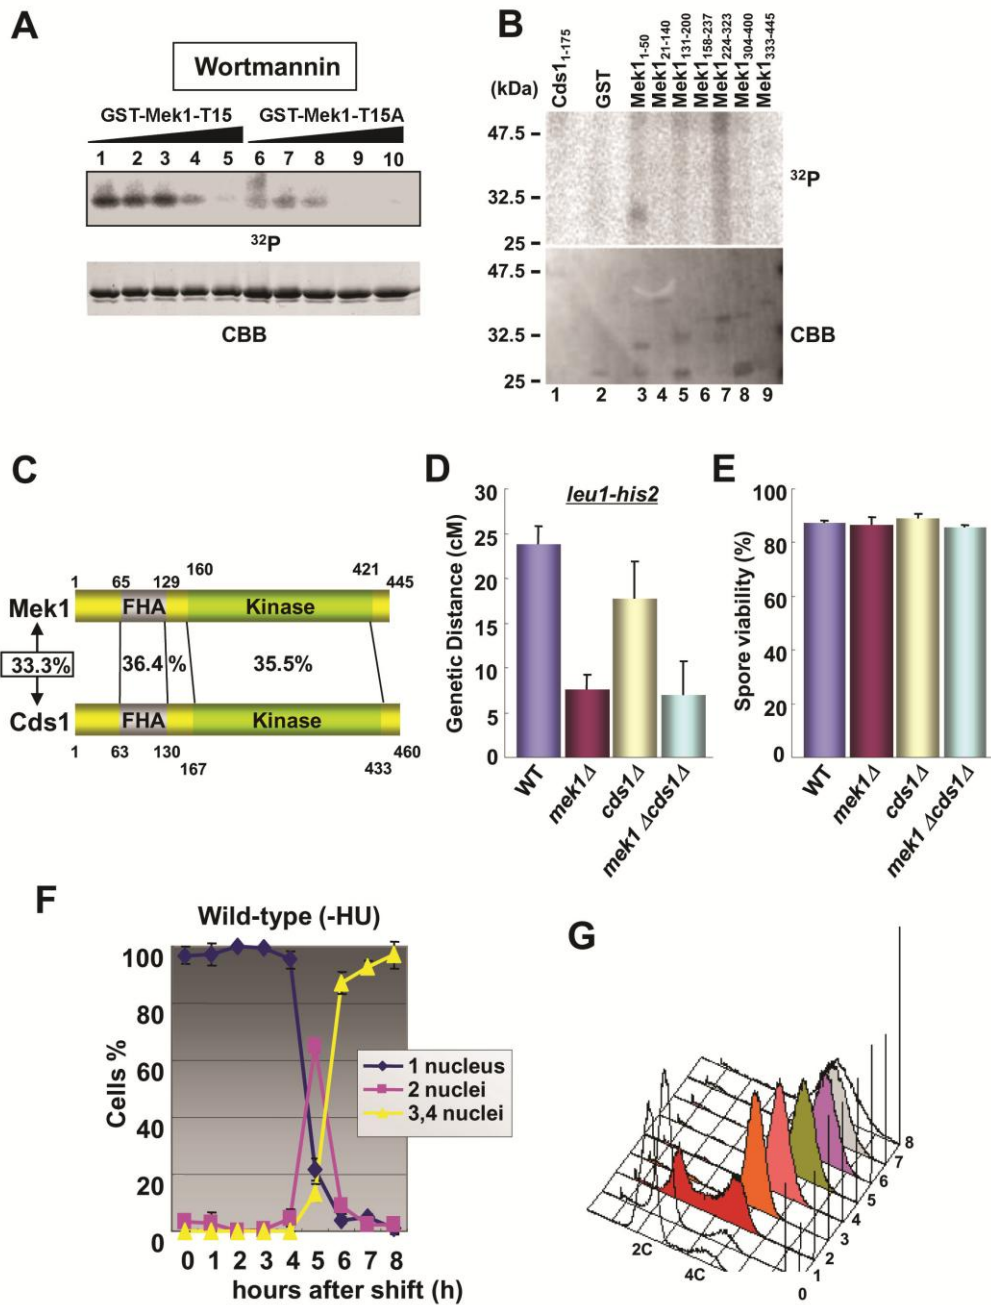 A
Wortmannin
GST-Mek1-T15 GST-Mek1-T15A
1 2 3 4 5 6 7 8 9 10
32P
CBB
B
(kDa) Cds11-175 GST Mek11-50 Mek121-140 Mek1131-200 Mek1158-237 Mek1224-323 Mek1304-400 Mek1333-445
47.5
32.5
25
32P
47.5
32.5
25
CBB
1 2 3 4 5 6 7 8 9
C
1 65 129 160 421 445
Mek1 FHA Kinase
33.3% 36.4 % 35.5%
Cds1 FHA Kinase
1 63 130 167 433 460
D
leu1-his2
Genetic Distance (cM)
30
25
20
15
10
5
0
WT mek1Δ cds1Δ mek1 Δcds1Δ
E
Spore viability (%)
100
80
60
40
20
0
WT mek1Δ cds1Δ mek1 Δcds1Δ
F
Wild-type (-HU)
Cells %
100
80
60
40
20
0
1 nucleus
2 nuclei
3,4 nuclei
0 1 2 3 4 5 6 7 8
hours after shift (h)
G
2C
4C
0 1 2 3 4 5 6 7 8